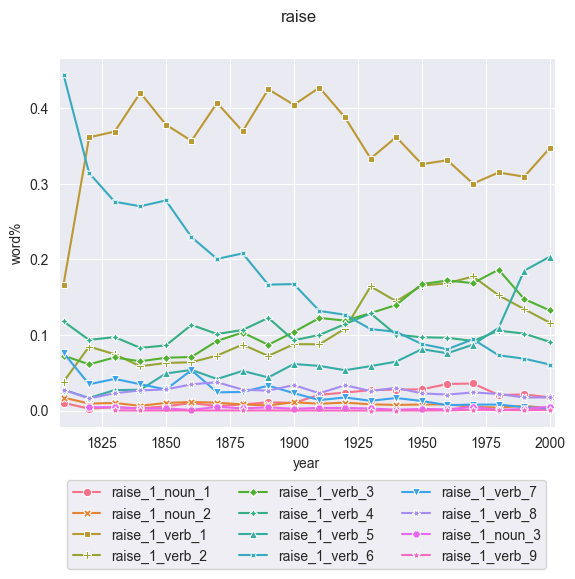 raise
0.4
0.3
0.2
0.1
0.0
word%
1825 1850 1875 1900 1925 1950 1975 2000
year
raise_1_noun_1 raise_1_verb_3 raise_1_verb_7
raise_1_noun_2 raise_1_verb_4 raise_1_verb_8
raise_1_verb_1 raise_1_verb_5 raise_1_noun_3
raise_1_verb_2 raise_1_verb_6 raise_1_verb_9